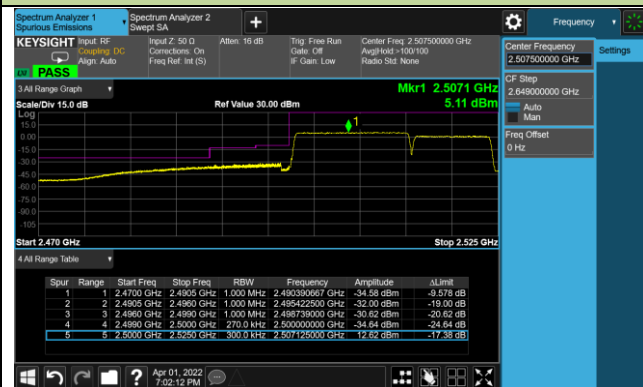 Spectrum Analyzer 1
Spurious Emissions
Spectrum Analyzer 2
Swept SA
+
Frequency
KEYSIGHT
Input: RF
Coupling: DC
Align: Auto
Input Z: 50 Ω
Corrections: On
Freq Ref: Int (S)
Atten: 16 dB
Trig: Free Run
Gate: Off
IF Gain: Low
Center Freq: 2.507500000 GHz
Avg|Hold:>100/100
Radio Std: None
PASS
Center Frequency
2.507500000 GHz
Settings
CF Step
2.649000000 GHz
Auto
Man
Freq Offset
0 Hz
3 All Range Graph
Mkr1 2.5071 GHz
Scale/Div 15.0 dB
Ref Value 30.00 dBm
5.11 dBm
Log
15.0
0.00
-15.0
-30.0
-45.0
-60.0
-75.0
-90.0
-105
1
Start 2.470 GHz
Stop 2.525 GHz
4 All Range Table
Spur Range Start Freq Stop Freq RBW Frequency Amplitude ΔLimit
1 1 2.4700 GHz 2.4905 GHz 1.000 MHz 2.490390667 GHz -34.58 dBm -9.578 dB
2 2 2.4905 GHz 2.4960 GHz 1.000 MHz 2.495422500 GHz -32.00 dBm -19.00 dB
3 3 2.4960 GHz 2.4990 GHz 1.000 MHz 2.498739000 GHz -30.62 dBm -20.62 dB
4 4 2.4990 GHz 2.5000 GHz 270.0 kHz 2.500000000 GHz -34.64 dBm -24.64 dB
5 5 2.5000 GHz 2.5250 GHz 300.0 kHz 2.507125000 GHz 12.62 dBm -17.38 dB
?
Apr 01, 2022
7:02:12 PM